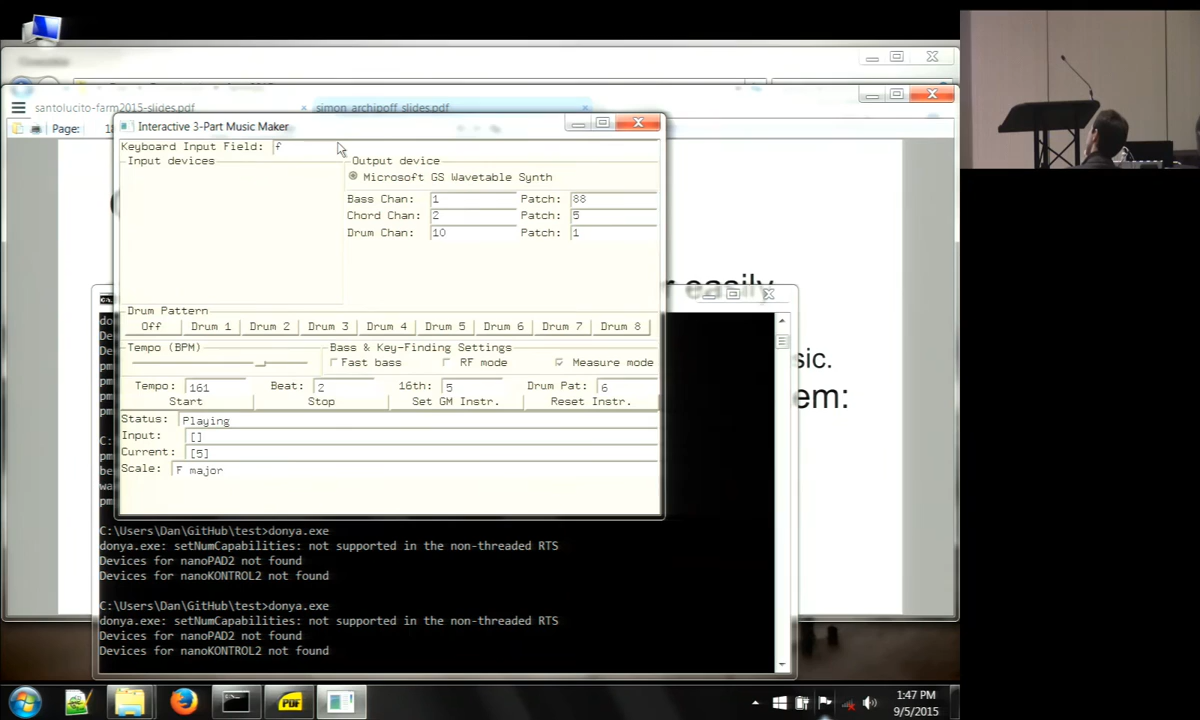 santolucito-farm2015-slides.pdf
simon_archipoff_slides.pdf
Page:
Interactive 3-Part Music Maker
Keyboard Input Field: f
Input devices
Output device
Microsoft GS Wavetable Synth
Bass Chan: 1 Patch: 88
Chord Chan: 2 Patch: 5
Drum Chan: 10 Patch: 1
easily
Drum Pattern
Off Drum 1 Drum 2 Drum 3 Drum 4 Drum 5 Drum 6 Drum 7 Drum 8
Tempo (BPM)
Bass & Key-Finding Settings
Fast bass RF mode Measure mode
sic.
Tempo: 161 Beat: 2 16th: 5 Drum Pat: 6
em:
Start Stop Set GM Instr. Reset Instr.
Status: Playing
Input: []
Current: [5]
Scale: F major
C:\Users\Dan\GitHub\test>donya.exe
donya.exe: setNumCapabilities: not supported in the non-threaded RTS
Devices for nanoPAD2 not found
Devices for nanoKONTROL2 not found
C:\Users\Dan\GitHub\test>donya.exe
donya.exe: setNumCapabilities: not supported in the non-threaded RTS
Devices for nanoPAD2 not found
Devices for nanoKONTROL2 not found
PDF
1:47 PM
9/5/2015